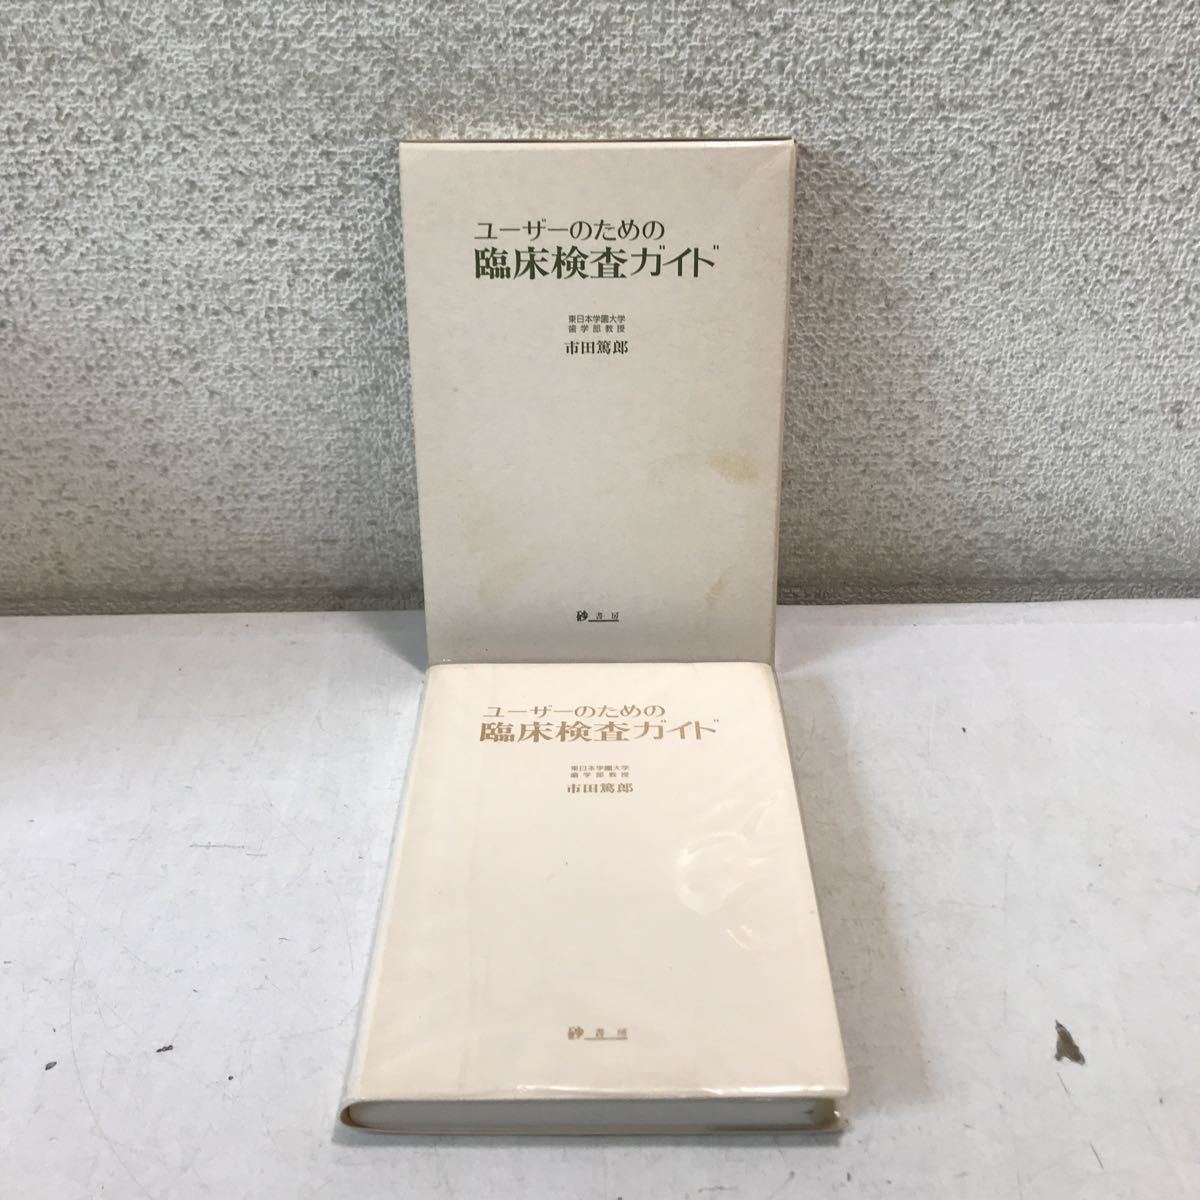 ユーザーのための
臨床検査ガイド
東日本学園大学
歯学部教授
市田篤郎
砂書房
ユーザーのための
臨床検査ガイド
東日本学園大学
歯学部教授
市田篤郎
砂書房